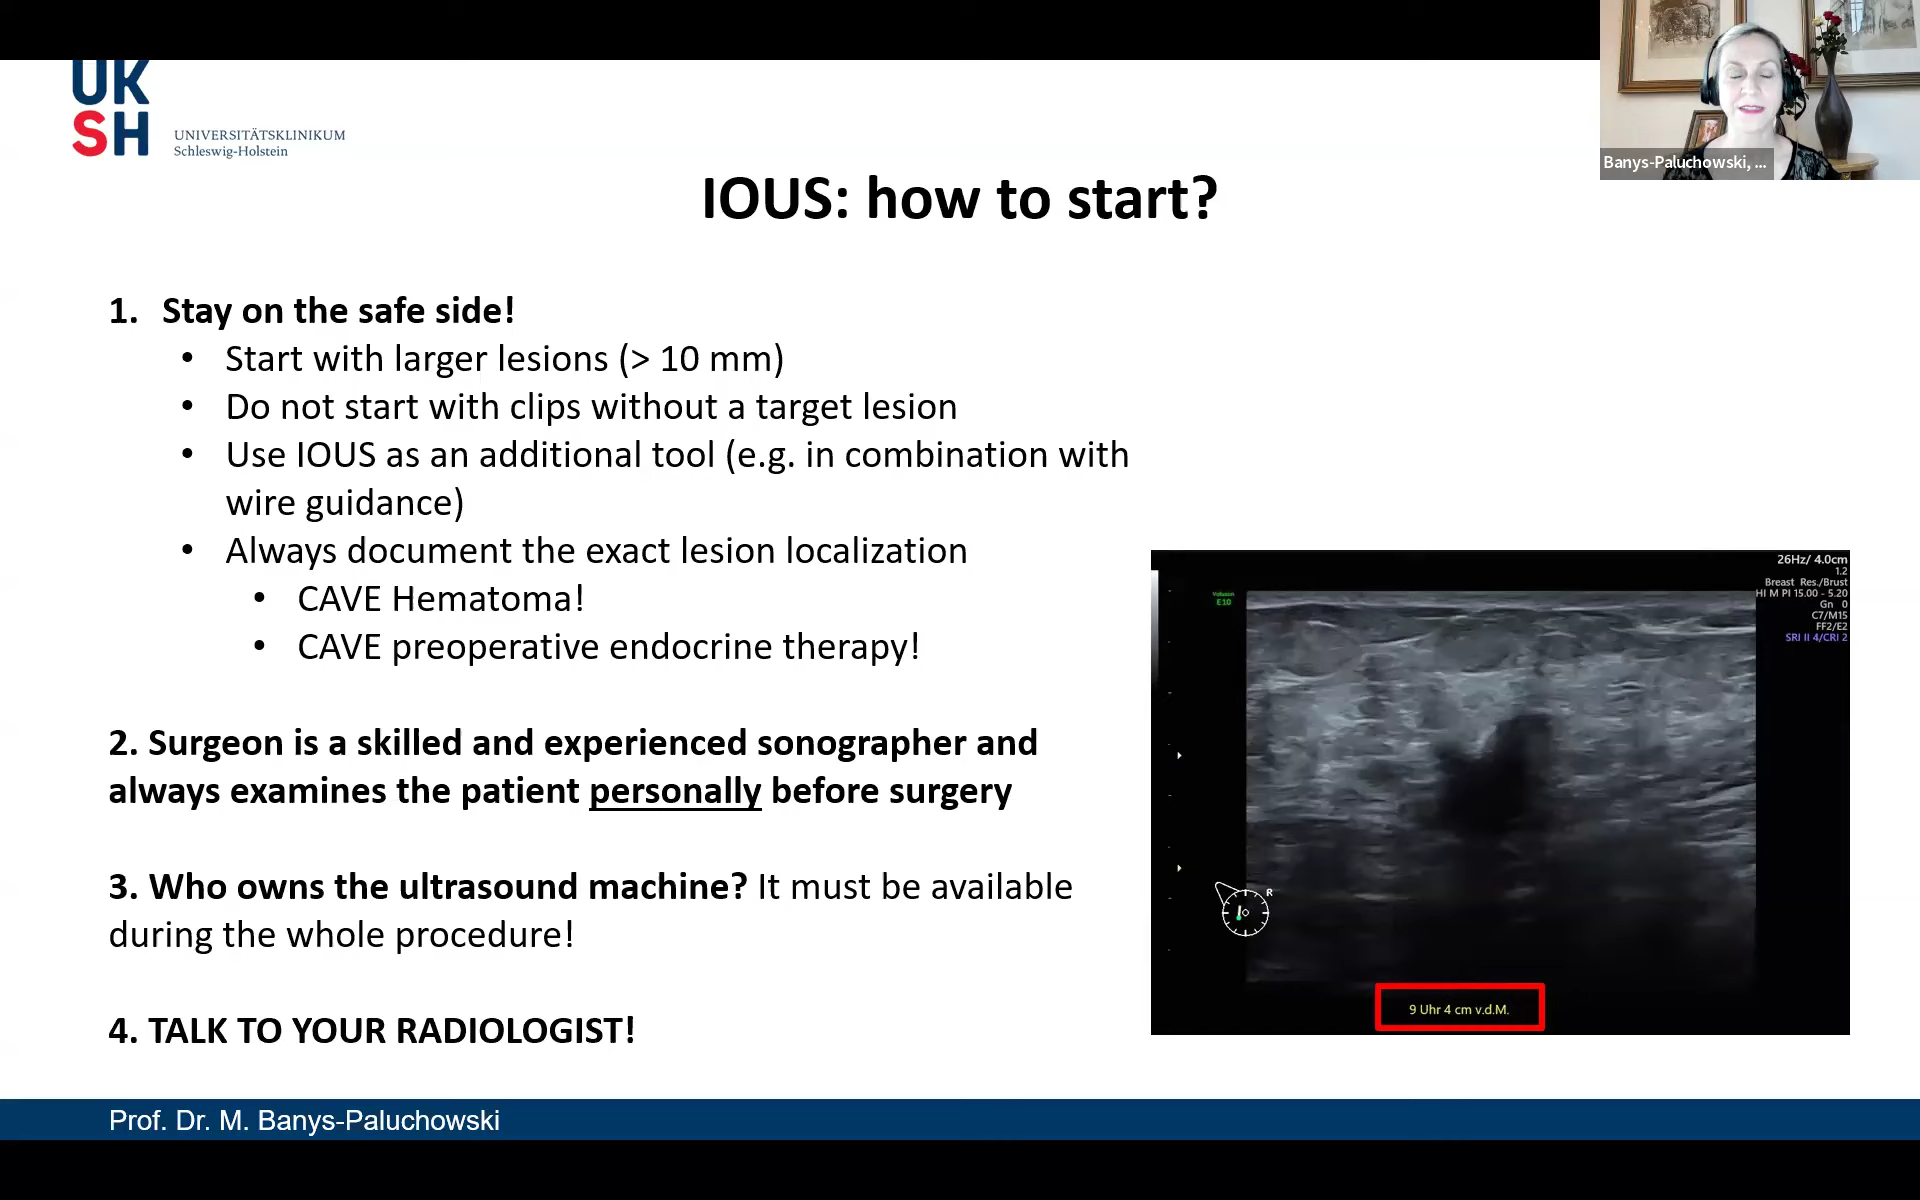 UK
SH
UNIVERSITÄTSKLINIKUM
Schleswig-Holstein
Banys-Paluchowski, ...
IOUS: how to start?
1. Stay on the safe side!
• Start with larger lesions (> 10 mm)
• Do not start with clips without a target lesion
• Use IOUS as an additional tool (e.g. in combination with
wire guidance)
• Always document the exact lesion localization
• CAVE Hematoma!
• CAVE preoperative endocrine therapy!
2. Surgeon is a skilled and experienced sonographer and
always examines the patient personally before surgery
3. Who owns the ultrasound machine? It must be available
during the whole procedure!
4. TALK TO YOUR RADIOLOGIST!
26Hz/ 4.0cm
1.2
Breast Res./Brust
HI M PI 15.00 - 5.20
Gn 0
C7/M15
FF2/E2
SRI II 4/CRI 2
Voluson
E10
R
9 Uhr 4 cm v.d.M.
Prof. Dr. M. Banys-Paluchowski